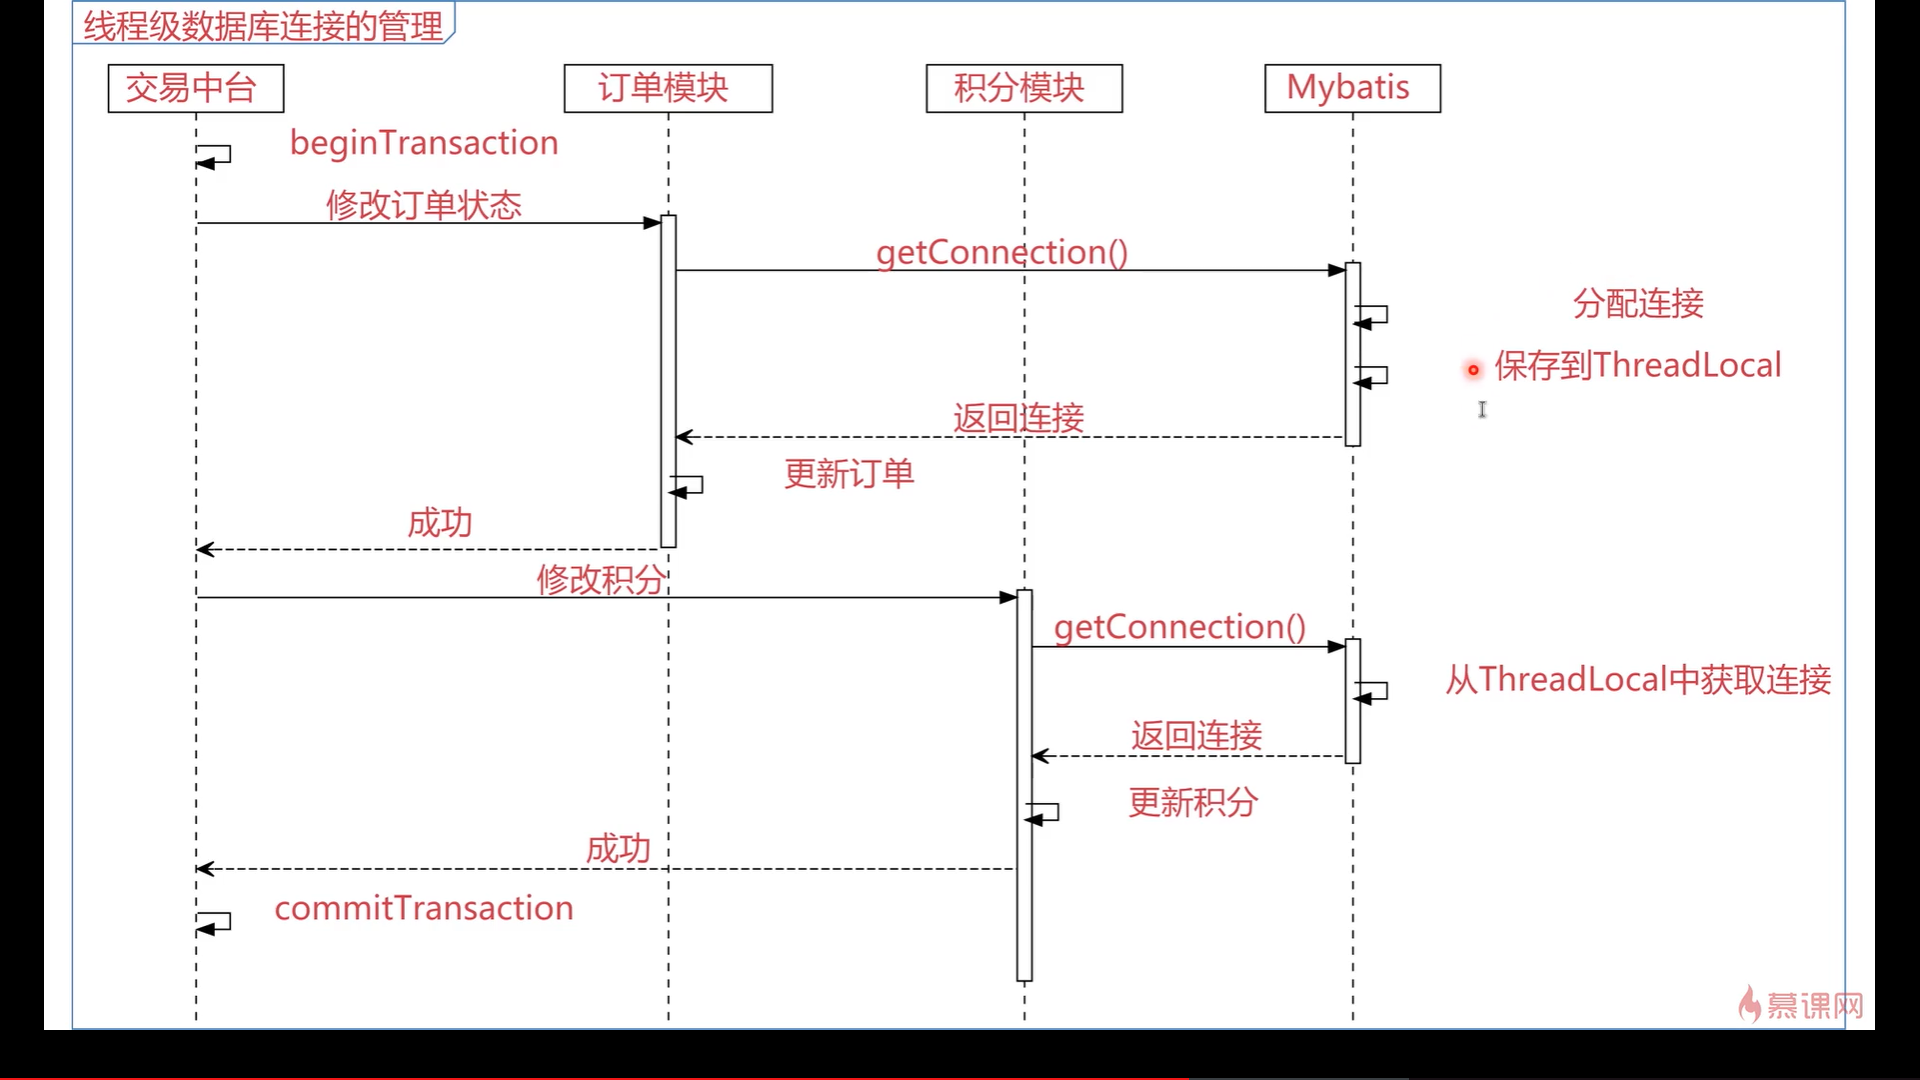 线程级数据库连接的管理
交易中台
订单模块
积分模块
Mybatis
beginTransaction
修改订单状态
getConnection()
分配连接
保存到ThreadLocal
返回连接
更新订单
成功
修改积分
getConnection()
从ThreadLocal中获取连接
返回连接
更新积分
成功
commitTransaction
慕课网